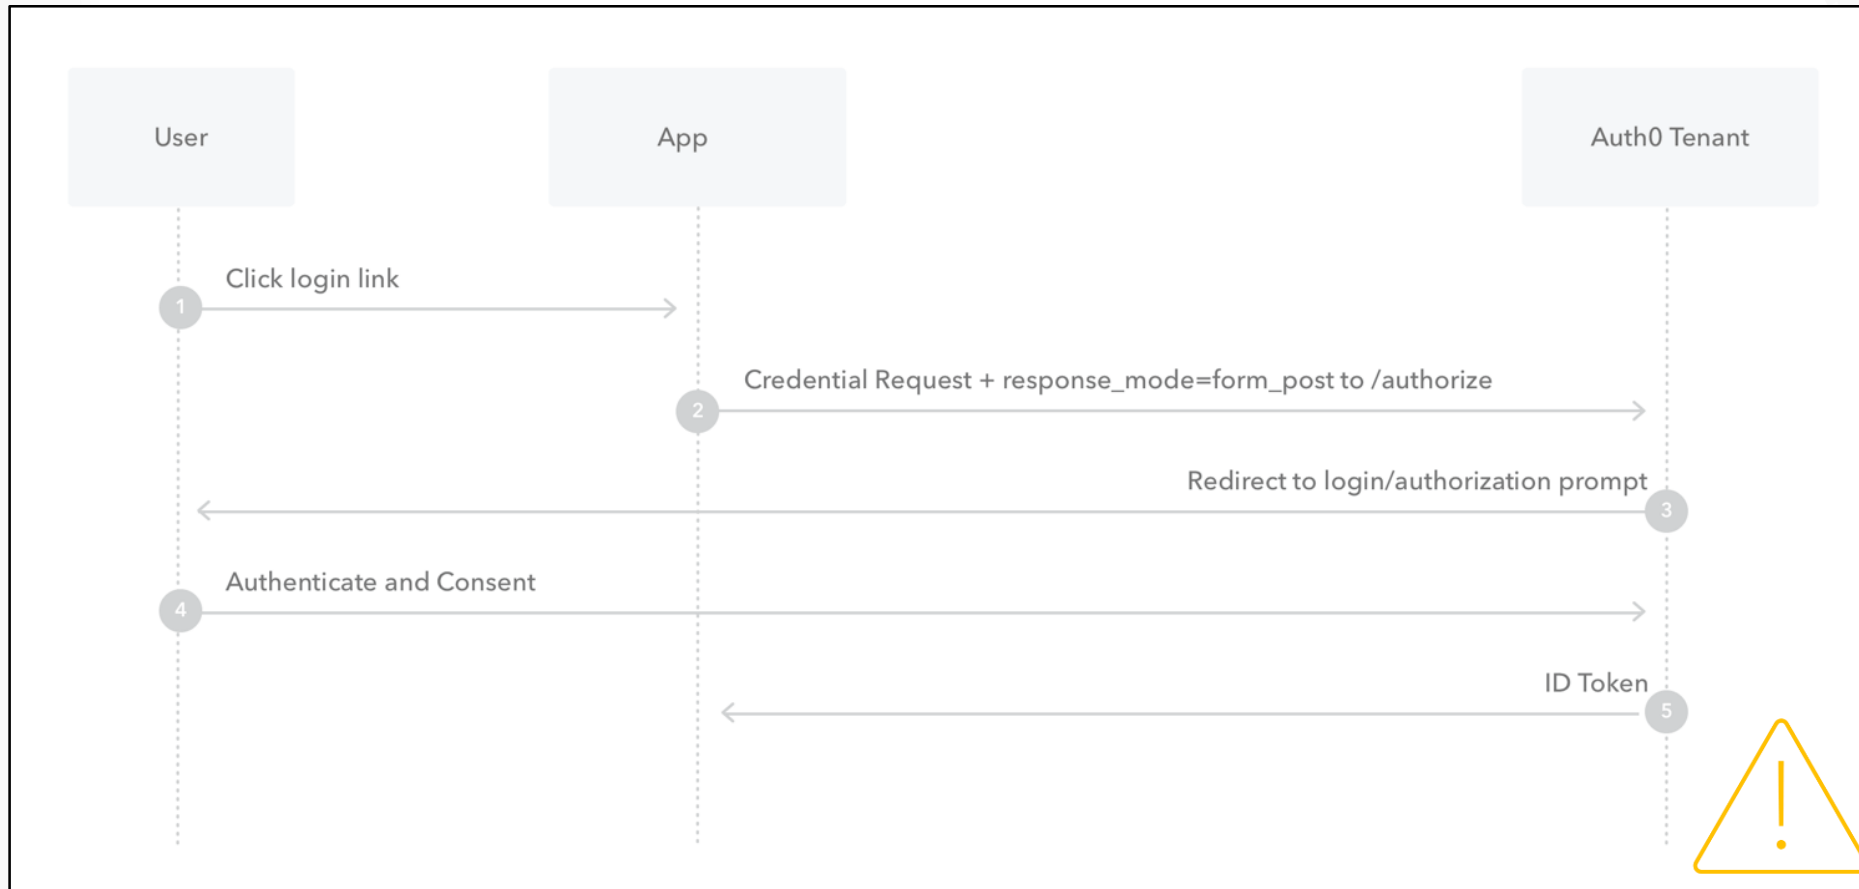 User
App
Auth0 Tenant
Click login link
1
Credential Request + response_mode=form_post to /authorize
2
Redirect to login/authorization prompt
3
Authenticate and Consent
4
ID Token
5
!